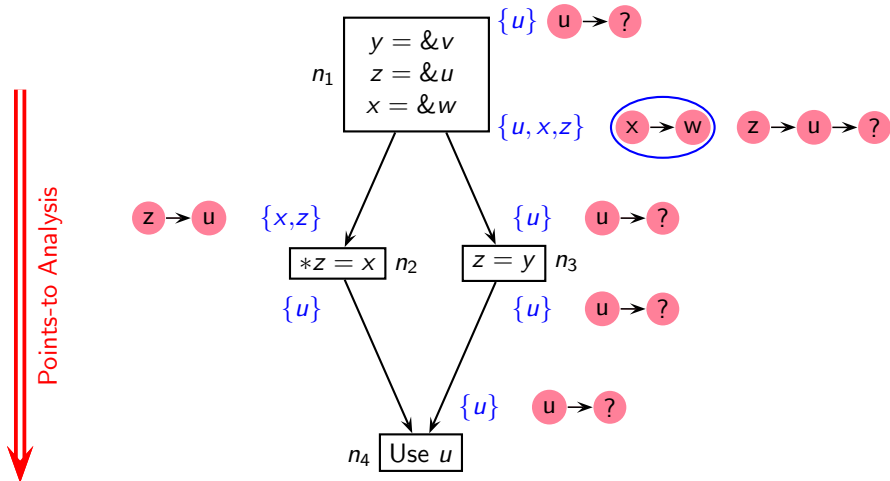 {u} u → ?
y = &v
n1 z = &u
x = &w
{u, x,z} x → w z → u → ?
Points-to Analysis
z → u {x,z} {u} u → ?
*z = x n2 z = y n3
{u} {u} u → ?
{u} u → ?
n4 Use u